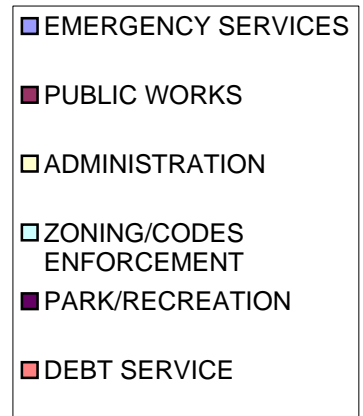 EMERGENCY SERVICES
PUBLIC WORKS
ADMINISTRATION
ZONING/CODES
ENFORCEMENT
PARK/RECREATION
DEBT SERVICE